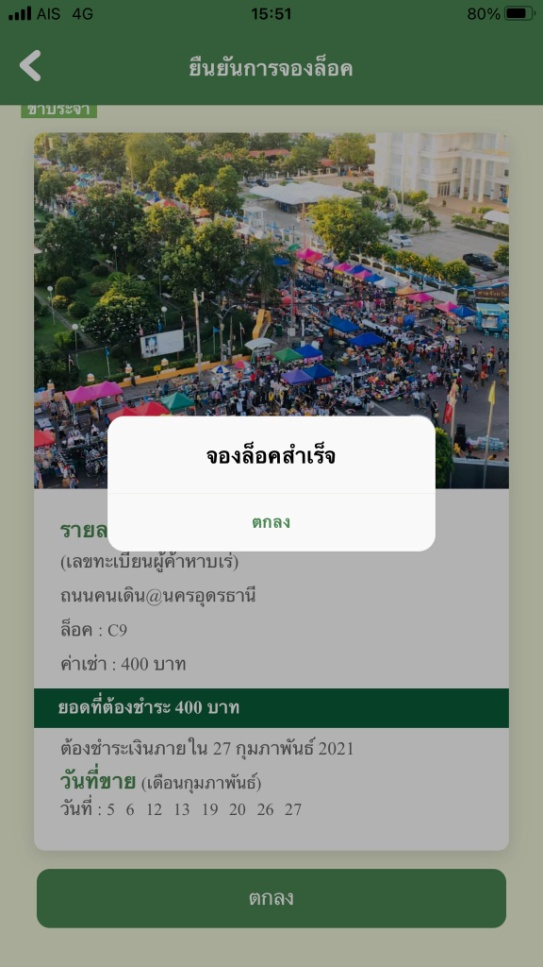 AIS 4G 15:51 80%
ยืนยันการจองล็อค
ขาประจำ
จองล็อคสำเร็จ
ตกลง
(เลขทะเบียนผู้ค้าหาบเร่)
ถนนคนเดิน@นครอุดรธานี
ล็อค : C9
ค่าเช่า : 400 บาท
ยอดที่ต้องชำระ 400 บาท
ต้องชำระเงินภายใน 27 กุมภาพันธ์ 2021
วันที่ขาย (เดือนกุมภาพันธ์)
วันที่ : 5 6 12 13 19 20 26 27
ตกลง